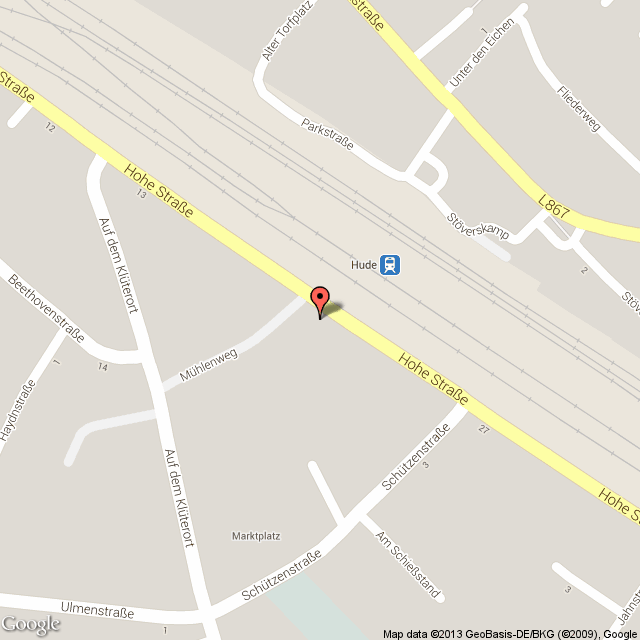 Alter Torfplatz
straße
1
Unter den Eichen
Fliederweg
Straße
12
Parkstraße
Hohe Straße
13
L867
Stöverskamp
Auf dem Klüterort
Hude
2
Stöv
Beethovenstraße
Mühlenweg
1
14
Hohe Straße
Haydnstraße
27
Schützenstraße
3
Auf dem Klüterort
Hohe St
Marktplatz
Am Schießstand
Schützenstraße
3
Ulmenstraße
1
Jahnstr
Google
Map data ©2013 GeoBasis-DE/BKG (©2009), Google